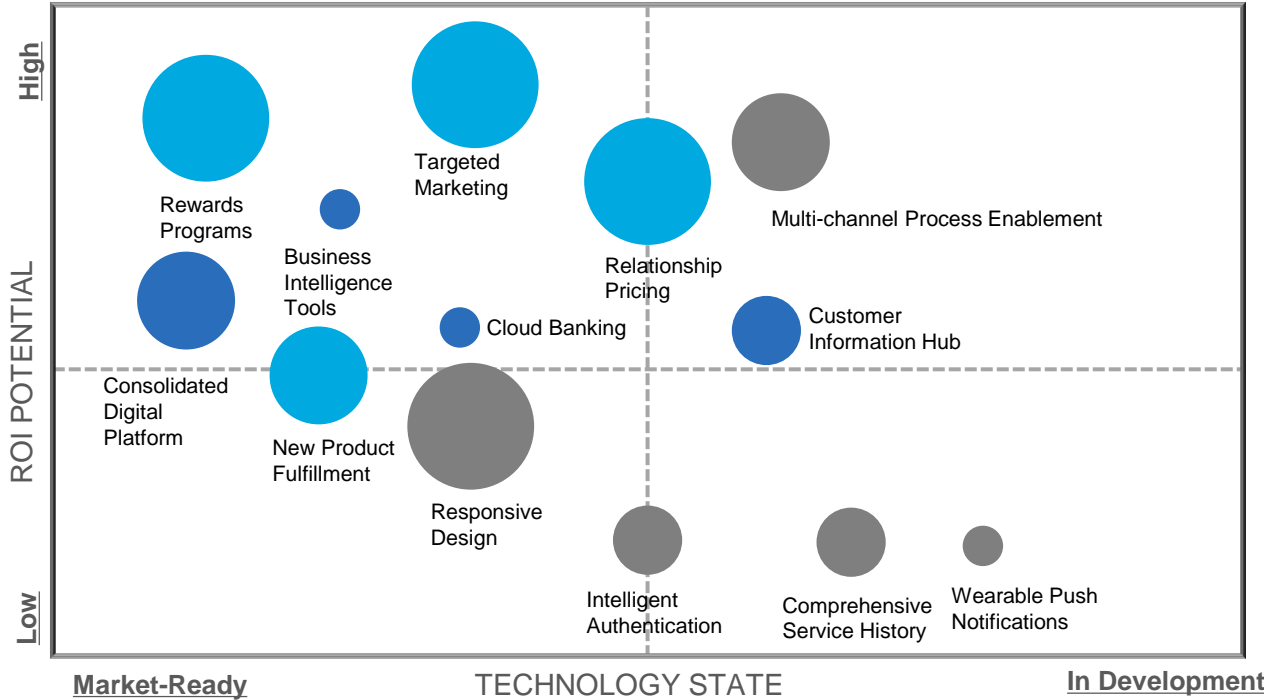 High
Targeted
Marketing
Rewards
Programs
Multi-channel Process Enablement
Business
Intelligence
Tools
Relationship
Pricing
Cloud Banking
Customer
Information Hub
ROI POTENTIAL
Consolidated
Digital
Platform
New Product
Fulfillment
Responsive
Design
Intelligent
Authentication
Comprehensive
Service History
Wearable Push
Notifications
Low
Market-Ready
TECHNOLOGY STATE
In Development